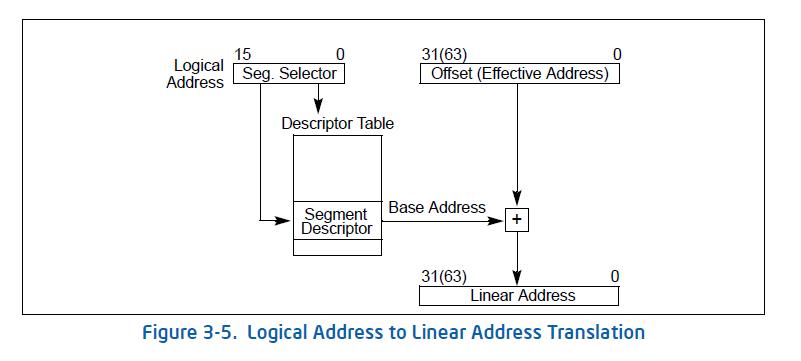 15 0 31(63) 0
Logical Address
Seg. Selector
Offset (Effective Address)
Descriptor Table
Segment Descriptor
Base Address
+
31(63) 0
Linear Address
Figure 3-5. Logical Address to Linear Address Translation